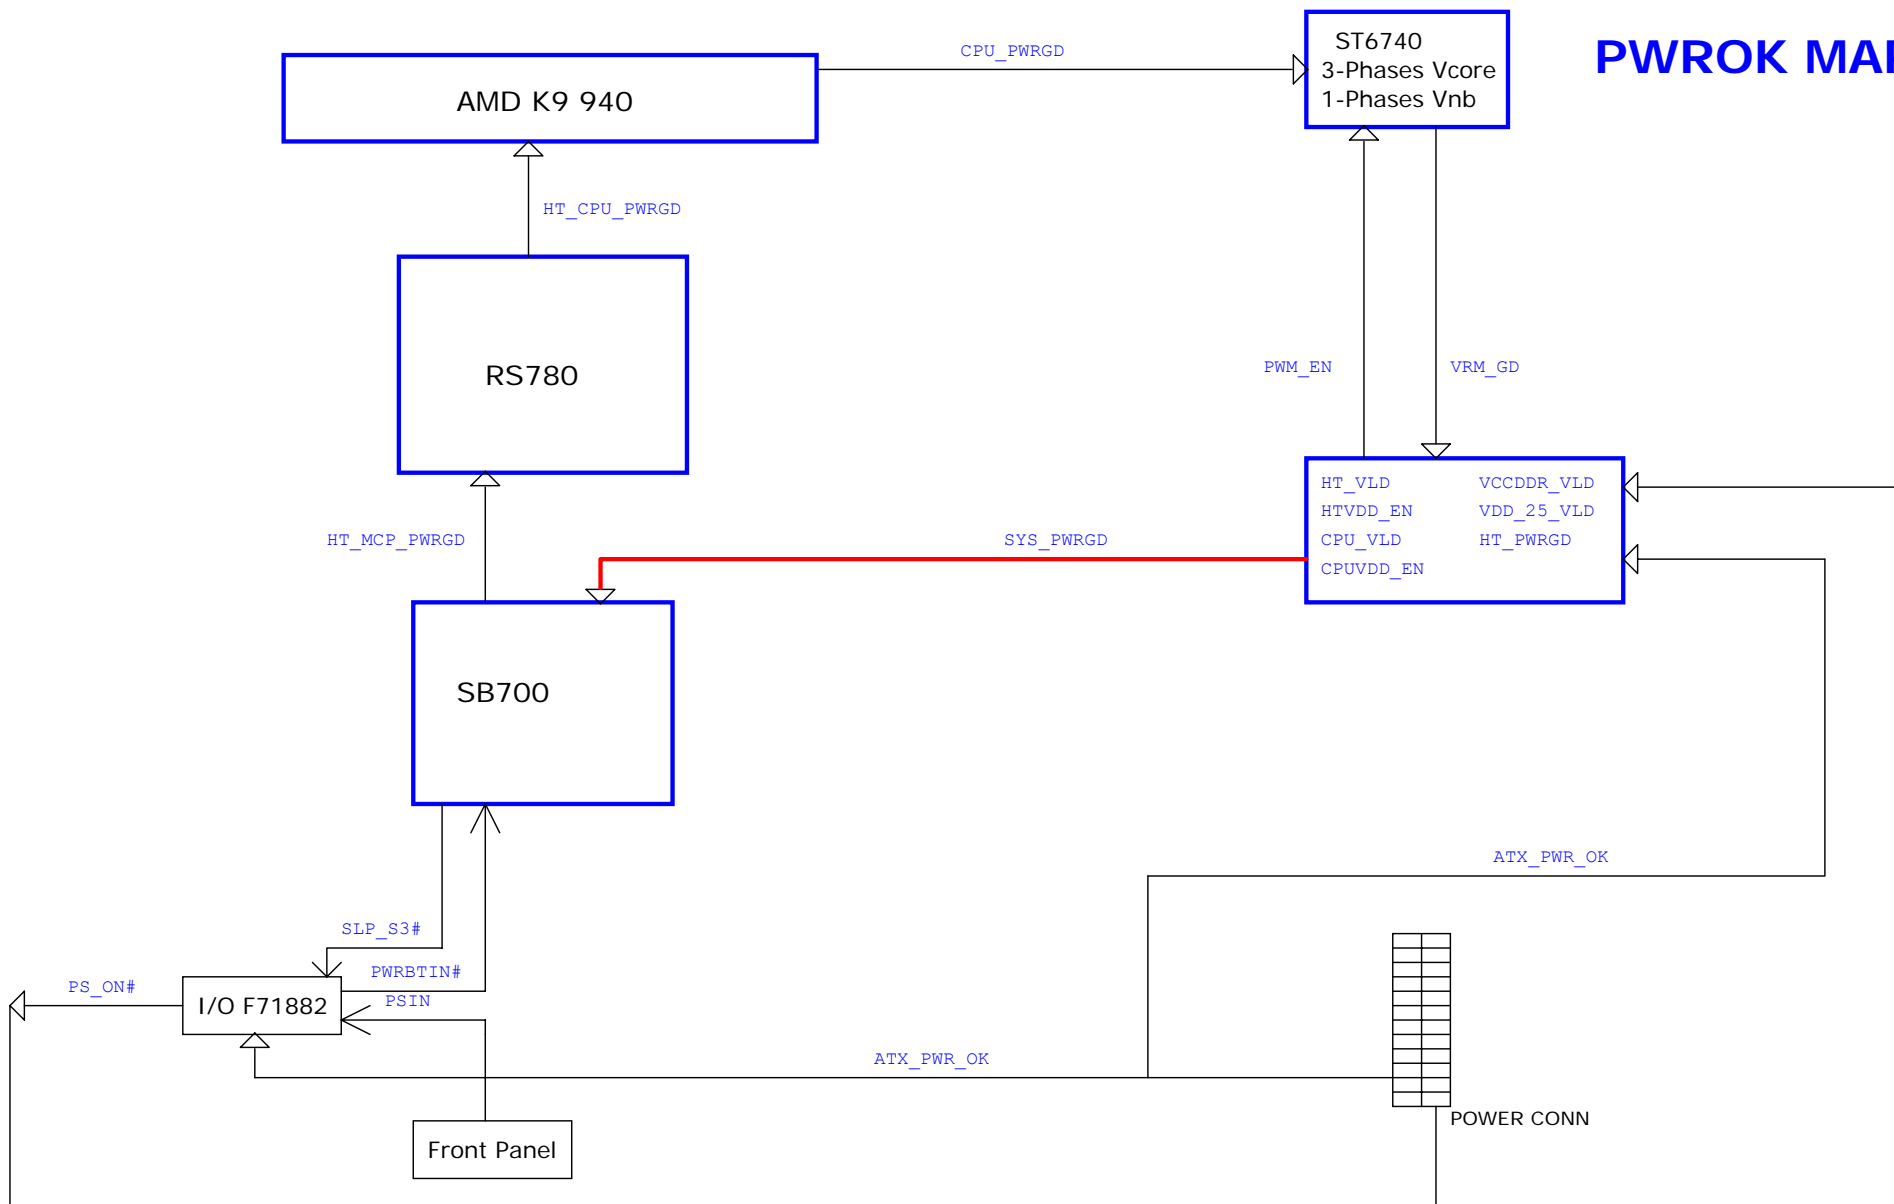 CPU_PWRGD
ST6740
3-Phases Vcore
1-Phases Vnb
PWROK MA
AMD K9 940
HT_CPU_PWRGD
RS780
PWM_EN
VRM_GD
HT_VLD
VCCDDR_VLD
HTVDD_EN
VDD_25_VLD
CPU_VLD
HT_PWRGD
CPUVDD_EN
HT_MCP_PWRGD
SYS_PWRGD
SB700
ATX_PWR_OK
SLP_S3#
PWRBTIN#
PS_ON#
PSIN
I/O F71882
ATX_PWR_OK
POWER CONN
Front Panel